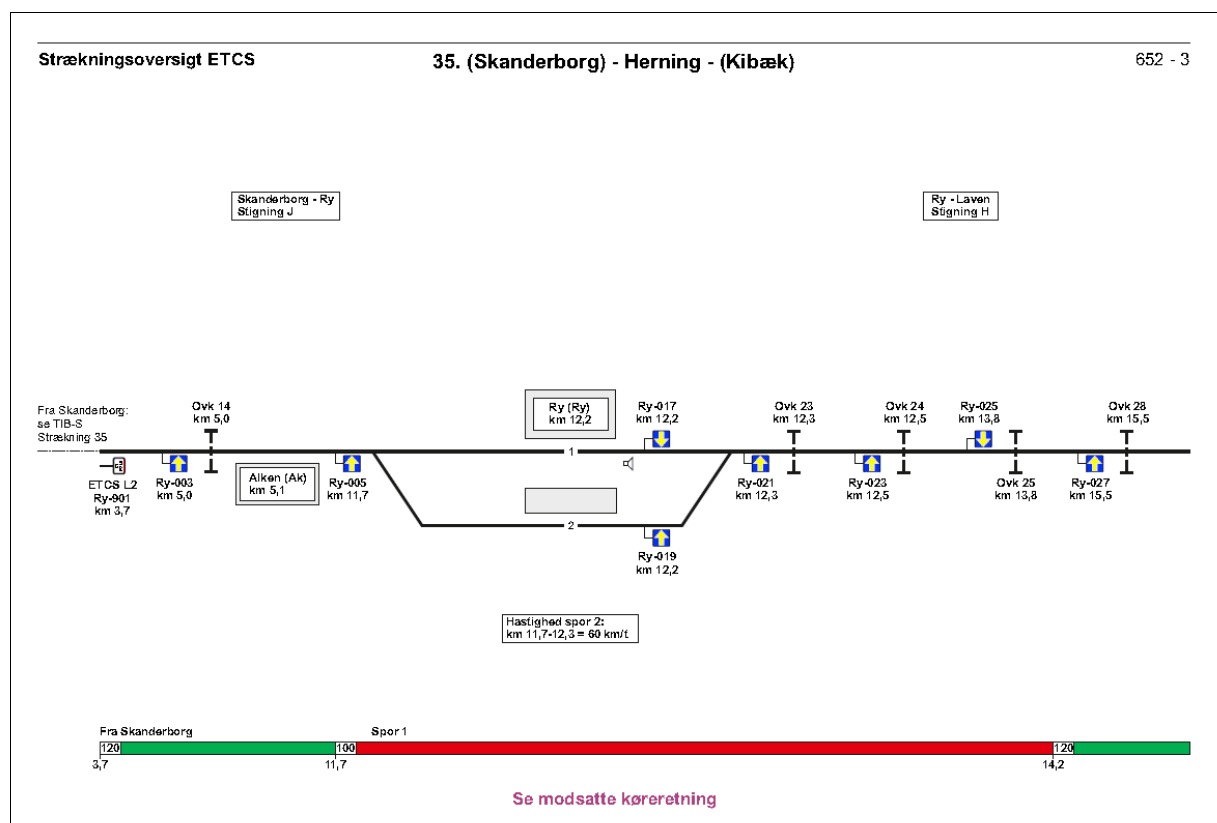 Strækningsoversigt ETCS
35. (Skanderborg) - Herning - (Kibæk)
652 - 3
Skanderborg - Ry
Stigning J
Ry - Laven
Stigning H
Fra Skanderborg:
se TIB-S
Strækning 35
ETCS L2
Ry-901
km 3,7
Ry-003
km 5,0
Ovk 14
km 5,0
Alken (Ak)
km 5,1
Ry-005
km 11,7
Ry (Ry)
km 12,2
1
2
Ry-017
km 12,2
Ry-019
km 12,2
Ry-021
km 12,3
Ovk 23
km 12,3
Ry-023
km 12,5
Ovk 24
km 12,5
Ry-025
km 13,8
Ovk 25
km 13,8
Ry-027
km 15,5
Ovk 28
km 15,5
Hastighed spor 2:
km 11,7-12,3 = 60 km/t
Fra Skanderborg
Spor 1
120
100
120
3,7
11,7
14,2
Se modsatte køreretning